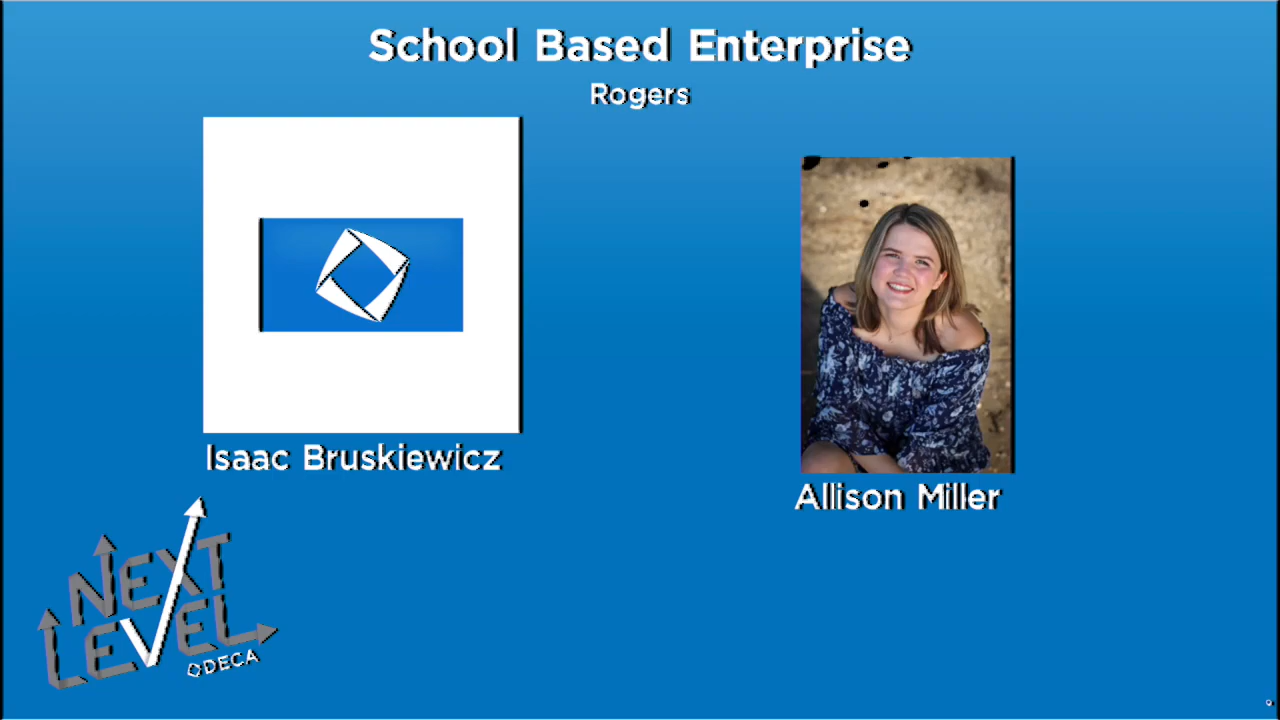 School Based Enterprise
Rogers
Isaac Bruskiewicz
Allison Miller
NEXT
LEVEL
DECA